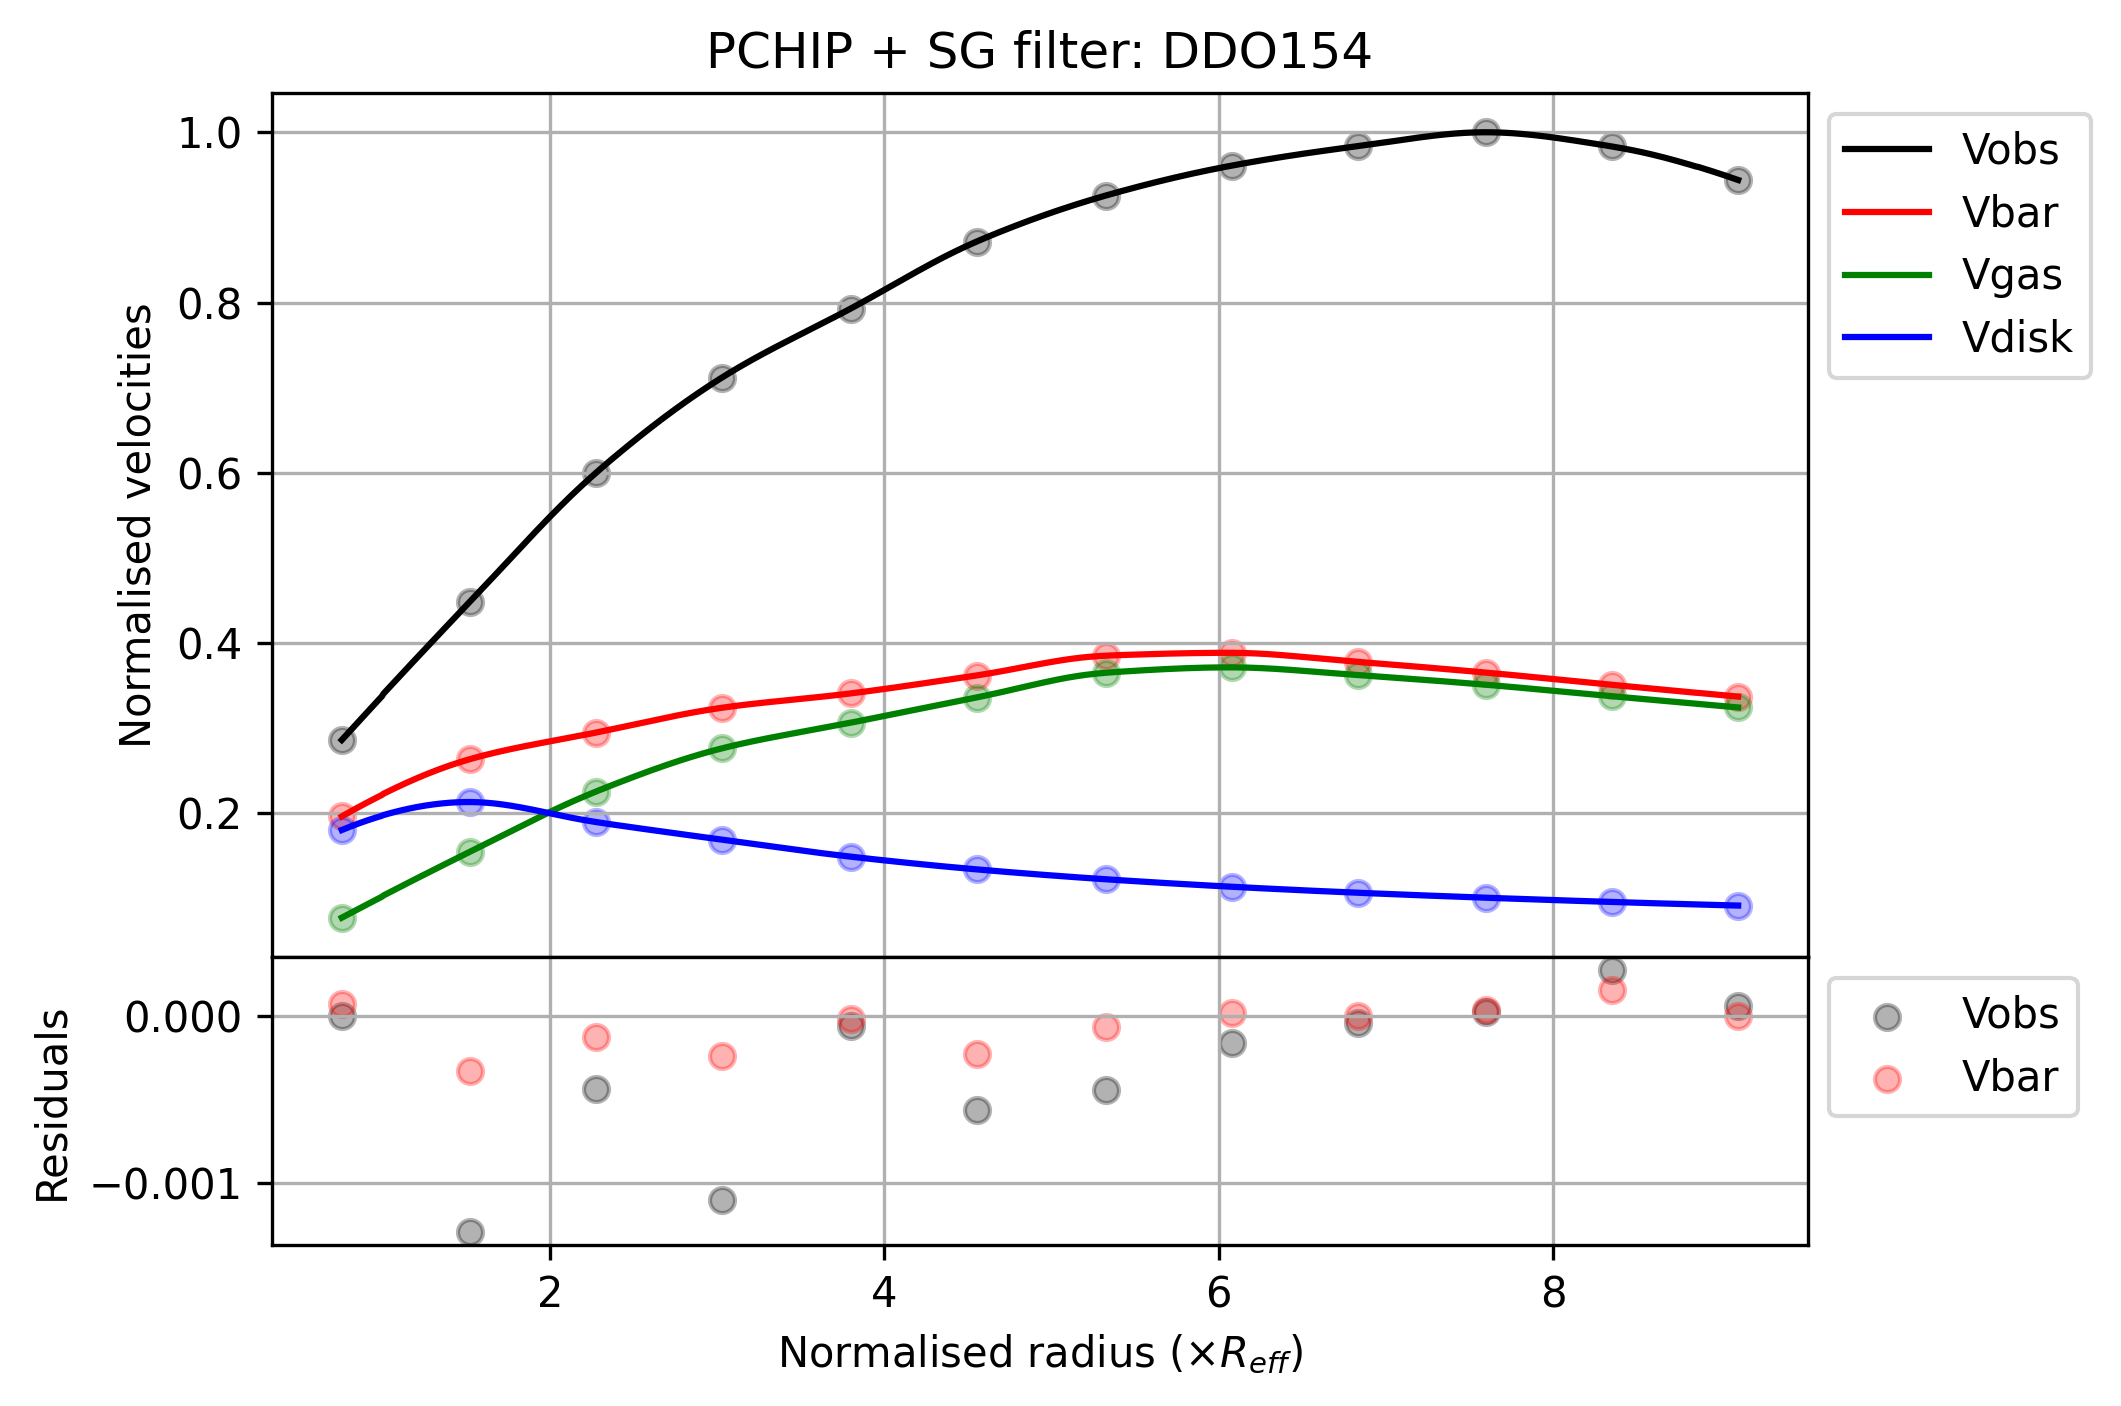 PCHIP + SG filter: DDO154
Normalised velocities
1.0
0.8
0.6
0.4
0.2
Vobs
Vbar
Vgas
Vdisk
Residuals
0.000
−0.001
Vobs
Vbar
2 4 6 8
Normalised radius (×R_eff)